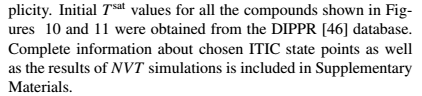 plicity. Initial Tˢᵃᵗ values for all the compounds shown in Fig-
ures 10 and 11 were obtained from the DIPPR [46] database.
Complete information about chosen ITIC state points as well
as the results of NVT simulations is included in Supplementary
Materials.